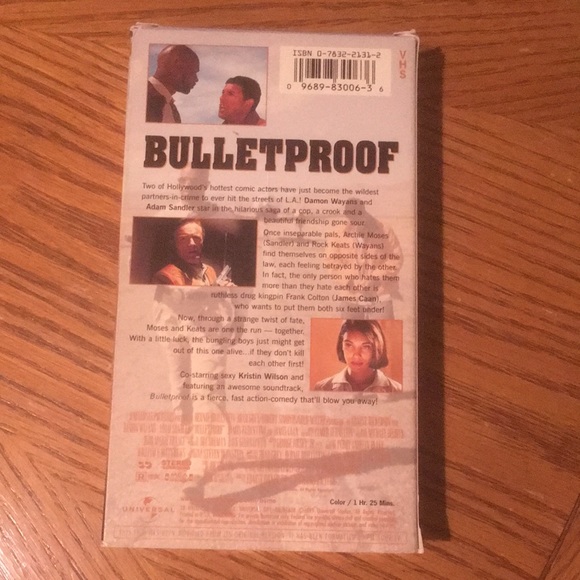 ISBN 0-7832-2131-2
VHS
0 9689-83006-3 6
BULLETPROOF
Two of Hollywood's hottest comic actors have just become the wildest
partners-in-crime to ever hit the streets of L.A.! Damon Wayans and
Adam Sandler star in the hilarious saga of a cop, a crook and a
beautiful friendship gone sour.
Once inseparable pals, Archie Moses
(Sandler) and Rock Keats (Wayans)
find themselves on opposite sides of the
law, each feeling betrayed by the other.
In fact, the only person who hates them
more than they hate each other is
ruthless drug kingpin Frank Colton (James Caan),
who wants to put them both six feet under!
Now, through a strange twist of fate,
Moses and Keats are one the run — together.
With a little luck, the bungling boys just might get
out of this one alive...if they don't kill
each other first!
Co-starring sexy Kristin Wilson and
featuring an awesome soundtrack,
Bulletproof is a fierce, fast action-comedy that'll blow you away!
STEREO
Color / 1 Hr. 25 Mins.
UNIVERSAL